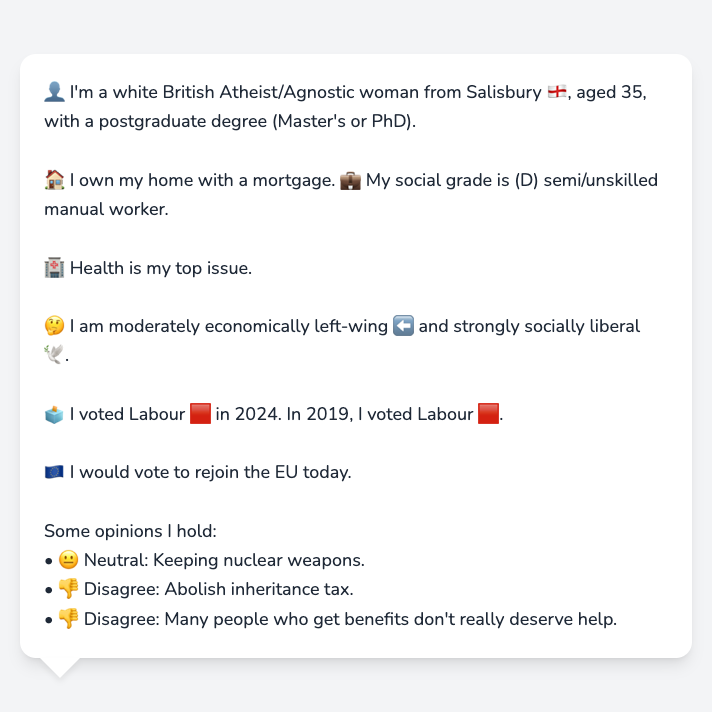 👤 I'm a white British Atheist/Agnostic woman from Salisbury 🏴󠁧󠁢󠁥󠁮󠁧󠁿, aged 35,
with a postgraduate degree (Master's or PhD).
🏠 I own my home with a mortgage. 💼 My social grade is (D) semi/unskilled
manual worker.
🏥 Health is my top issue.
🤔 I am moderately economically left-wing ⬅️ and strongly socially liberal
🕊️.
🗳️ I voted Labour 🟥 in 2024. In 2019, I voted Labour 🟥.
🇪🇺 I would vote to rejoin the EU today.
Some opinions I hold:
• 😐 Neutral: Keeping nuclear weapons.
• 👎 Disagree: Abolish inheritance tax.
• 👎 Disagree: Many people who get benefits don't really deserve help.